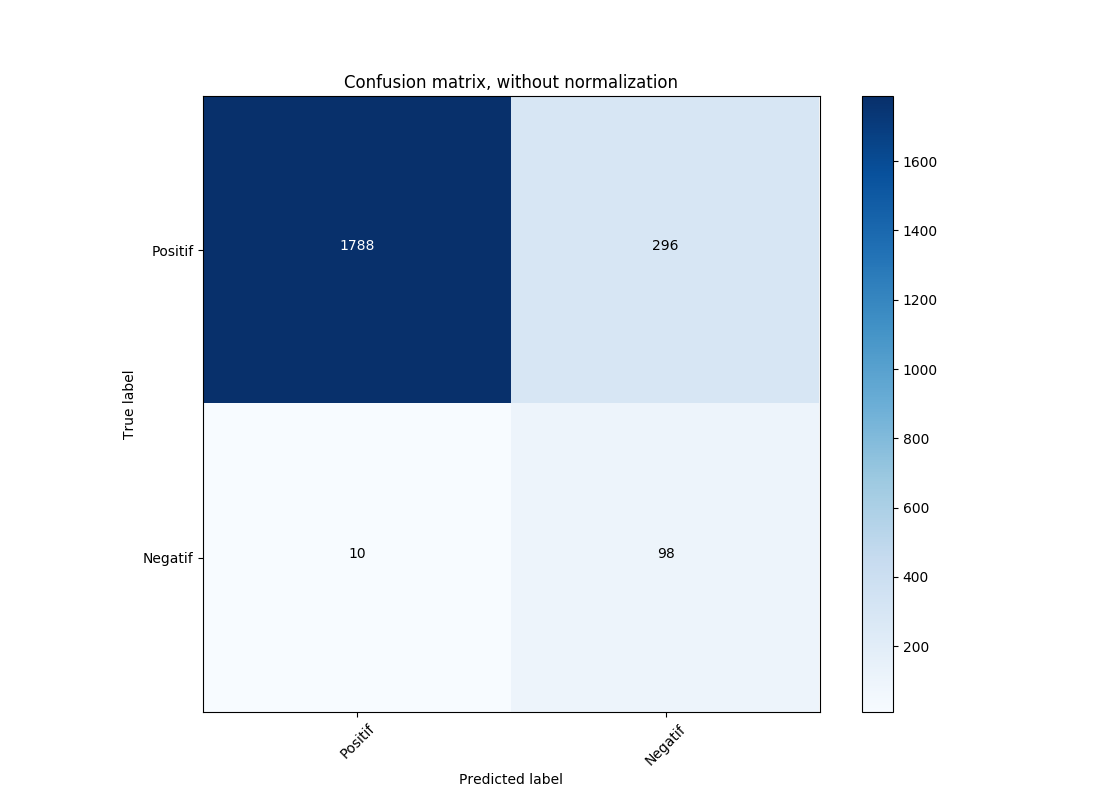 Confusion matrix, without normalization
True label
Positif
Negatif
1788
296
10
98
Positif
Negatif
Predicted label
1600
1400
1200
1000
800
600
400
200